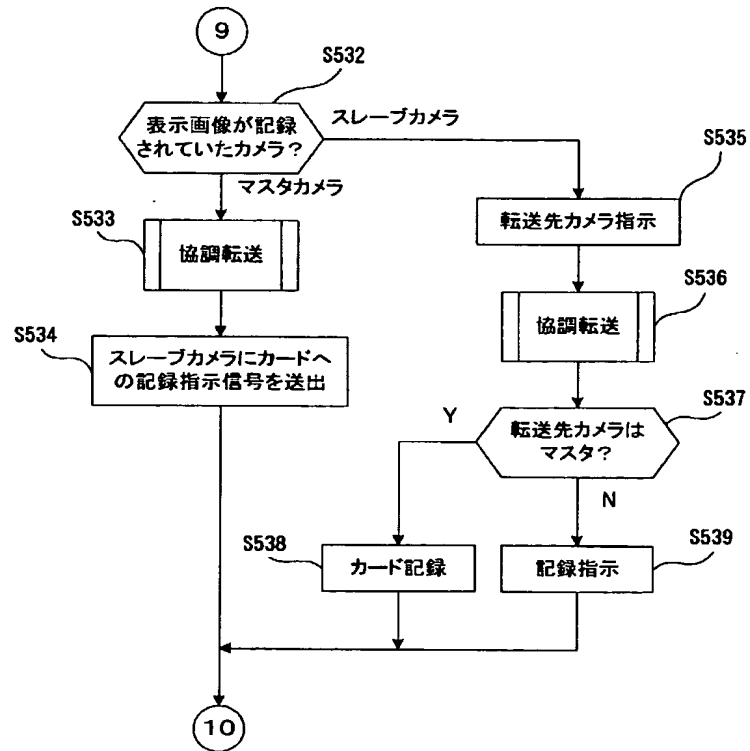 9
S532
表示画像が記録
されていたカメラ？
スレーブカメラ
マスタカメラ
S533
協調転送
S534
スレーブカメラにカードへ
の記録指示信号を送出
S535
転送先カメラ指示
S536
協調転送
S537
転送先カメラは
マスタ？
Y
N
S538
カード記録
S539
記録指示
10